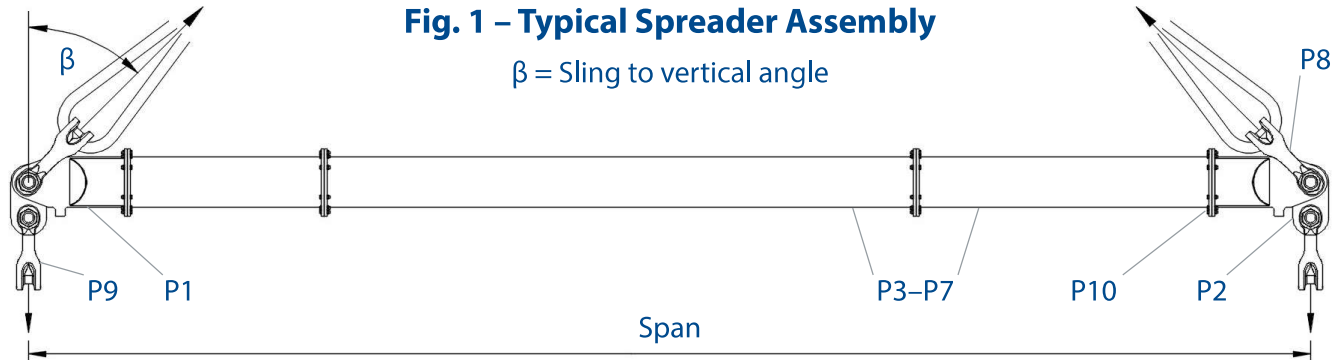 Fig. 1 – Typical Spreader Assembly
β
β = Sling to vertical angle
P8
P9
P1
P3–P7
P10
P2
Span